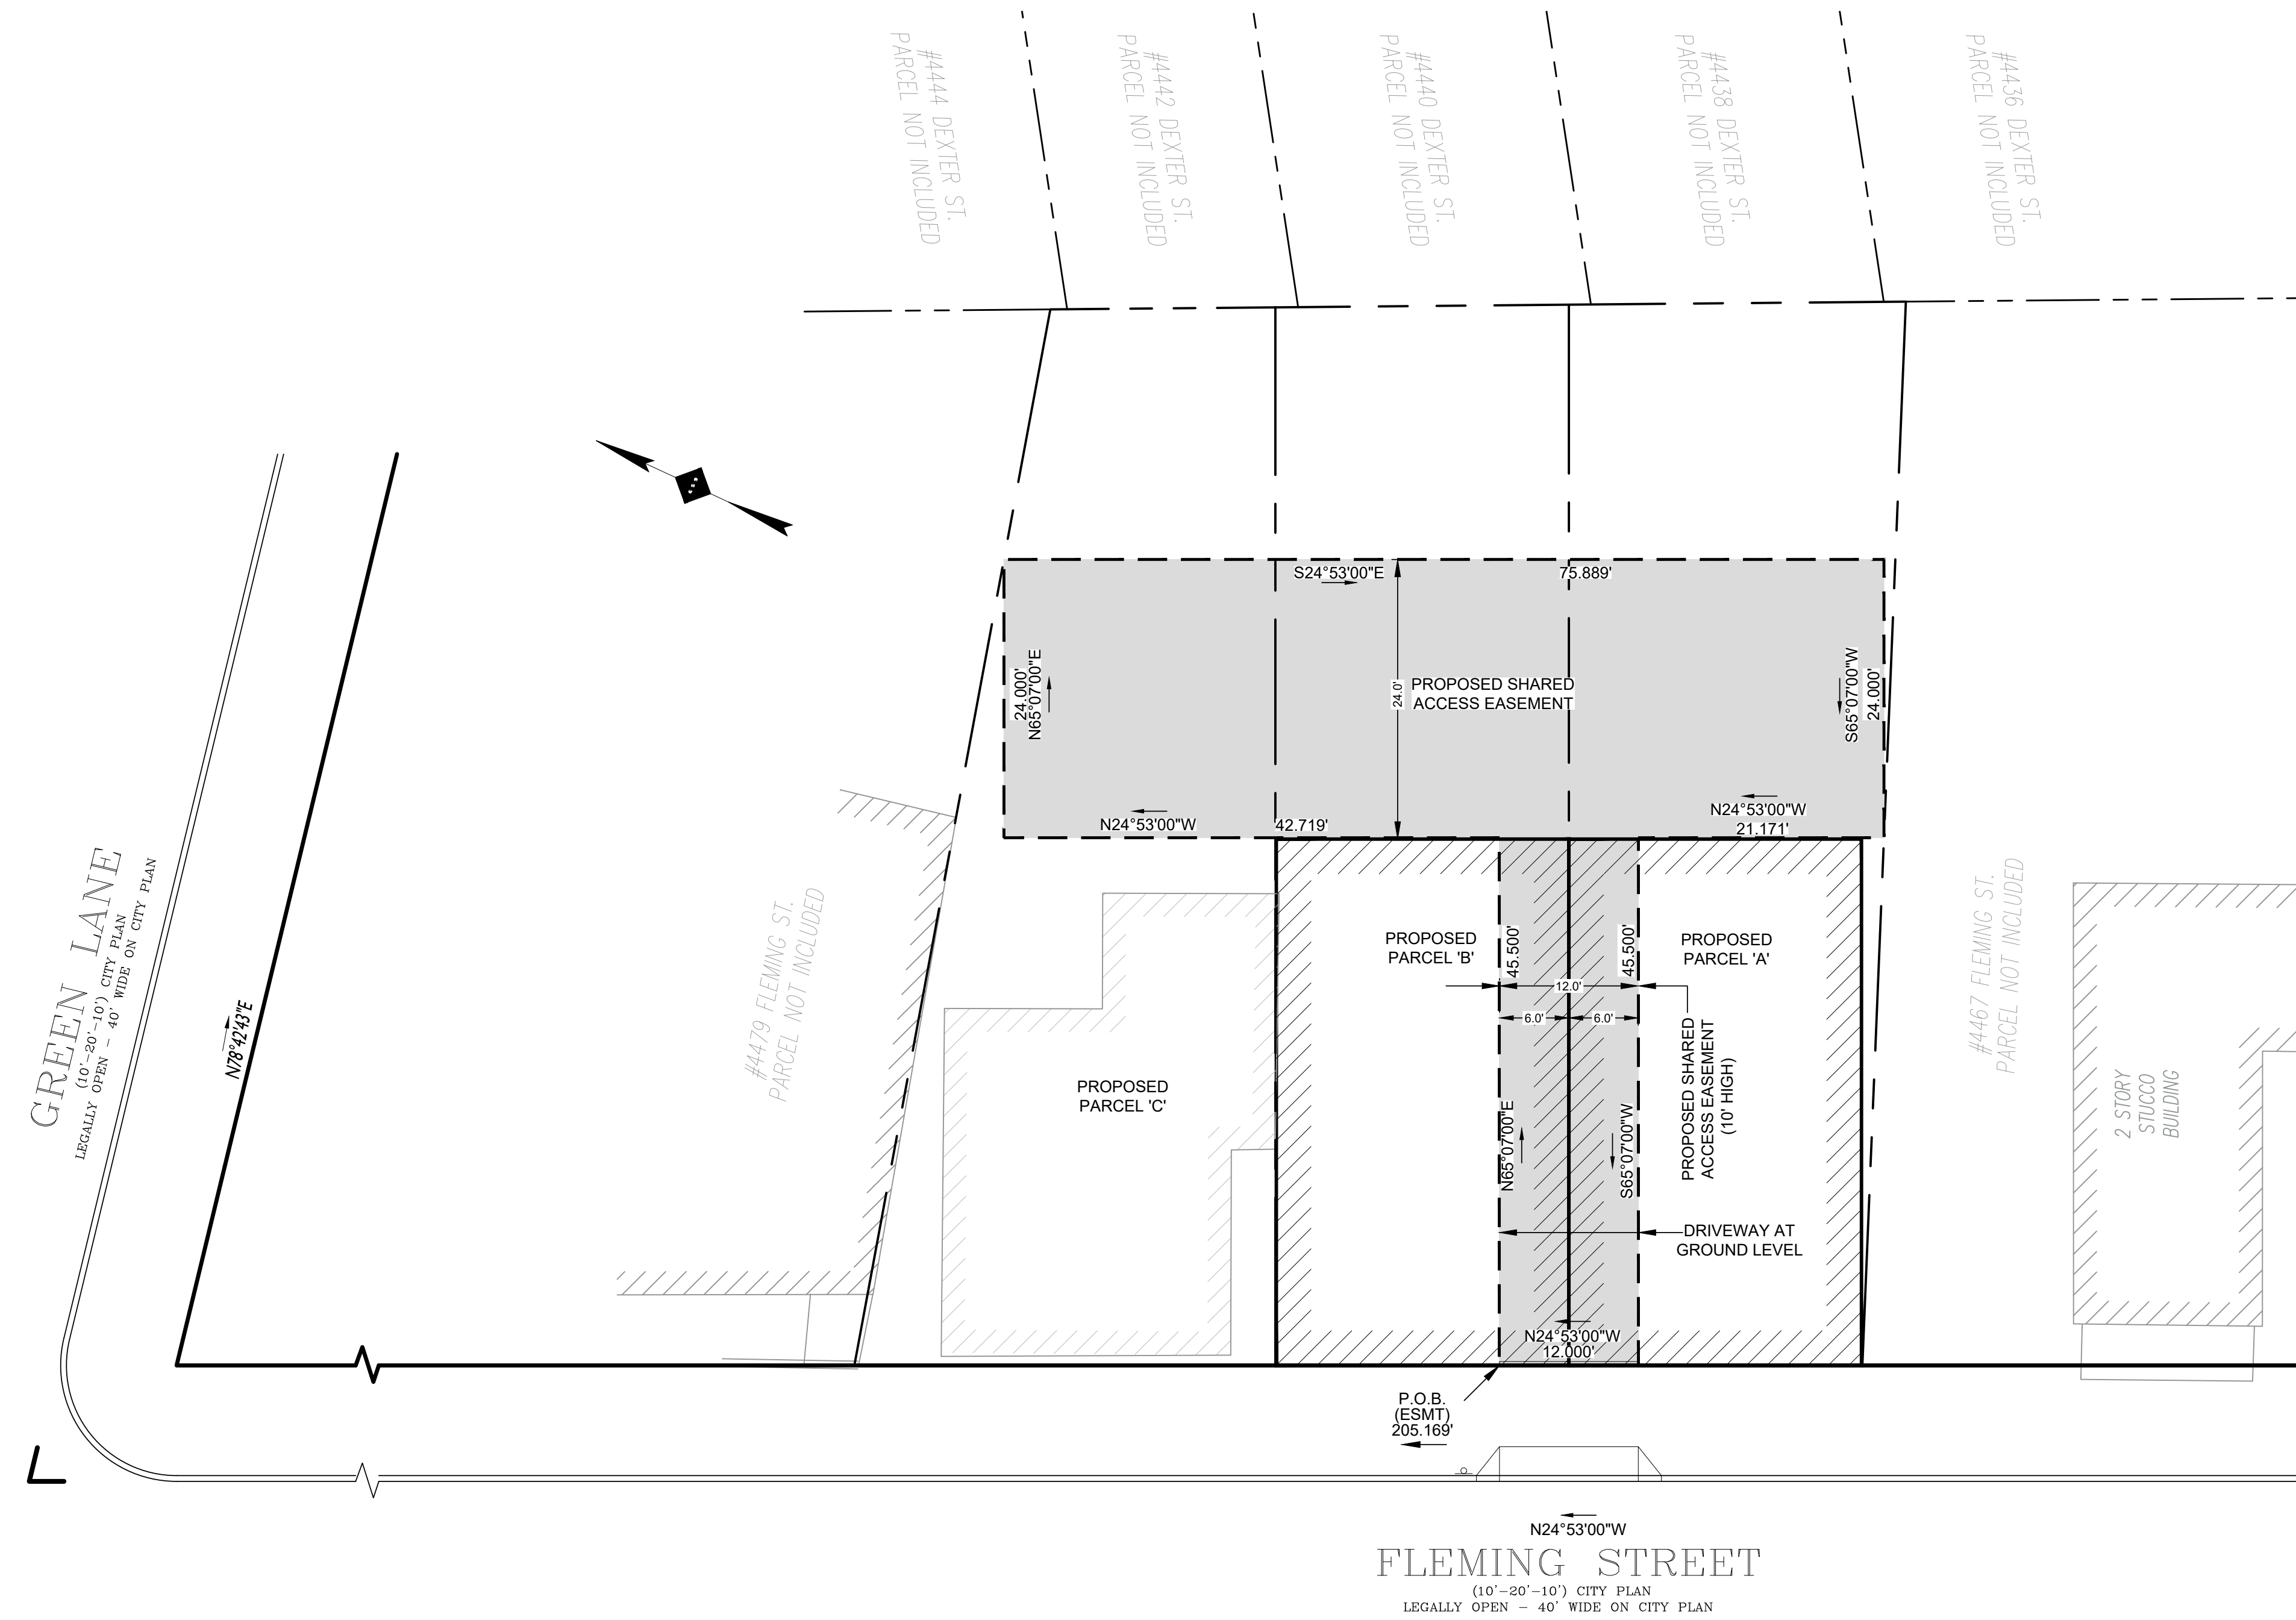 #4444 DEXTER ST.
PARCEL NOT INCLUDED
#4442 DEXTER ST.
PARCEL NOT INCLUDED
#4440 DEXTER ST.
PARCEL NOT INCLUDED
#4438 DEXTER ST.
PARCEL NOT INCLUDED
#4436 DEXTER ST.
PARCEL NOT INCLUDED
S24°53'00"E
75.889'
24.000'
N65°07'00"E
24.0'
PROPOSED SHARED
ACCESS EASEMENT
S65°07'00"W
24.000'
N24°53'00"W
42.719'
N24°53'00"W
21.171'
GREEN LANE
(10'-20'-10') CITY PLAN
LEGALLY OPEN - 40' WIDE ON CITY PLAN
N78°42'43"E
#4479 FLEMING ST.
PARCEL NOT INCLUDED
PROPOSED
PARCEL 'C'
PROPOSED
PARCEL 'B'
45.500'
45.500'
PROPOSED
PARCEL 'A'
12.0'
6.0'
6.0'
N65°07'00"E
S65°07'00"W
PROPOSED SHARED
ACCESS EASEMENT
(10' HIGH)
DRIVEWAY AT
GROUND LEVEL
N24°53'00"W
12.000'
#4467 FLEMING ST.
PARCEL NOT INCLUDED
2 STORY
STUCCO
BUILDING
P.O.B.
(ESMT)
205.169'
N24°53'00"W
FLEMING STREET
(10'-20'-10') CITY PLAN
LEGALLY OPEN - 40' WIDE ON CITY PLAN